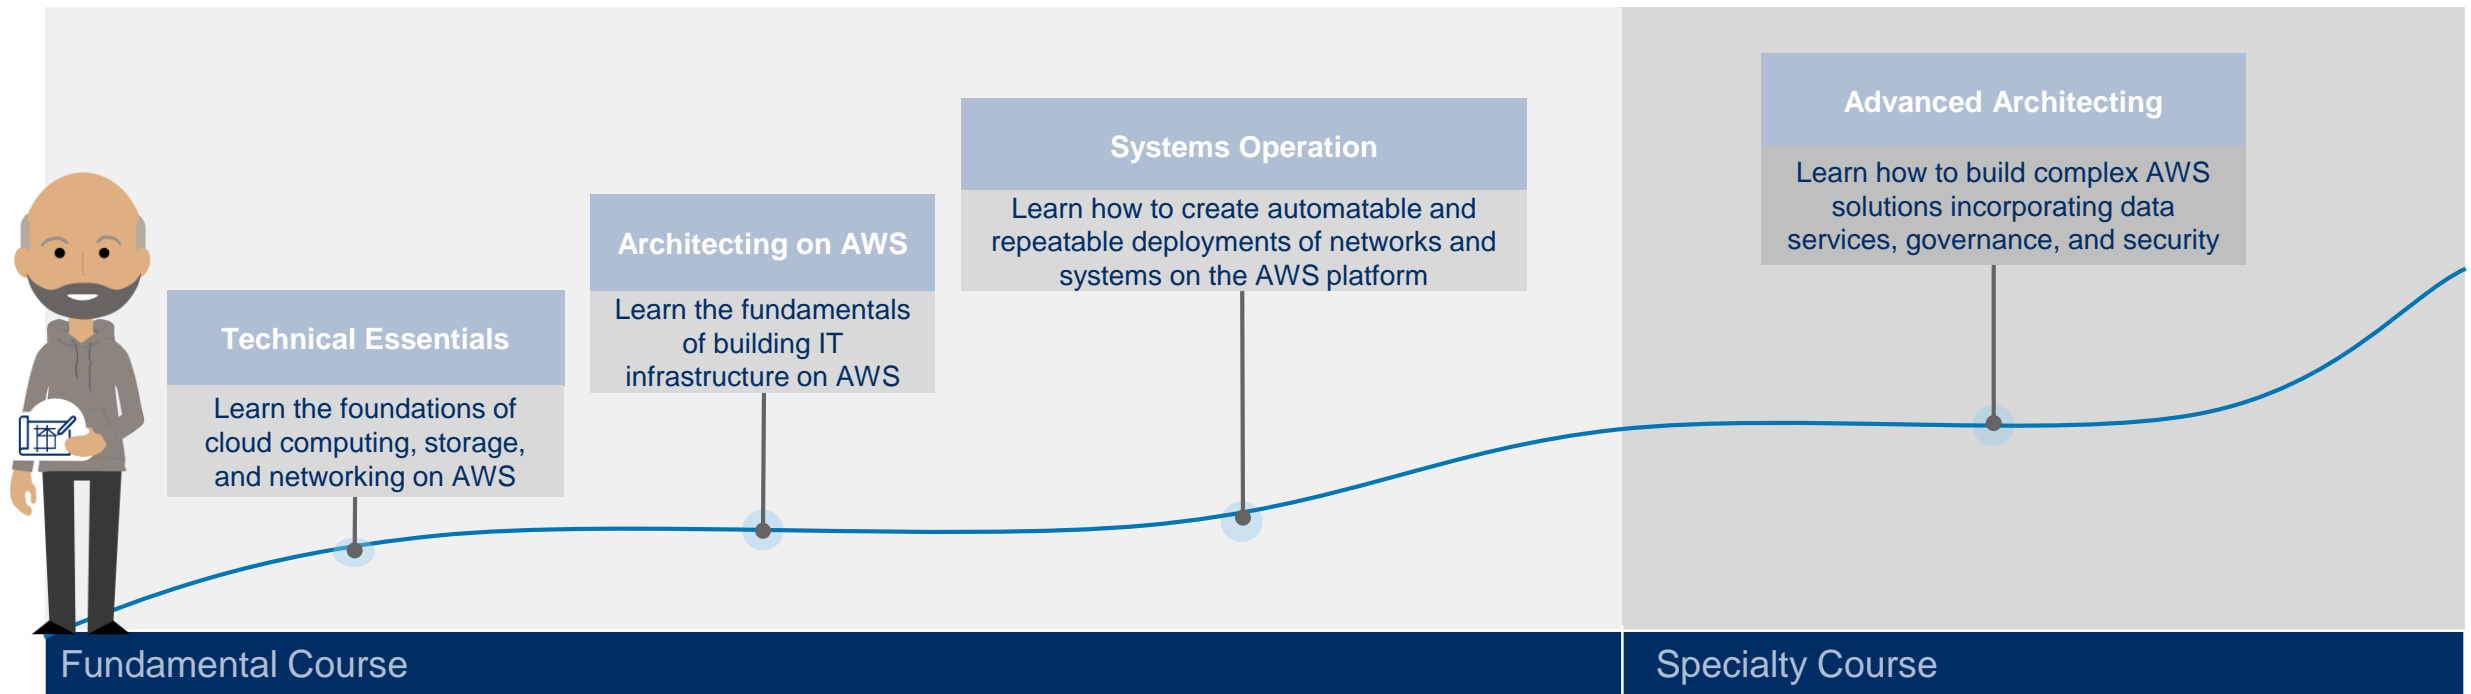 Technical Essentials
Learn the foundations of
cloud computing, storage,
and networking on AWS
Architecting on AWS
Learn the fundamentals
of building IT
infrastructure on AWS
Systems Operation
Learn how to create automatable and
repeatable deployments of networks and
systems on the AWS platform
Advanced Architecting
Learn how to build complex AWS
solutions incorporating data
services, governance, and security
Fundamental Course
Specialty Course